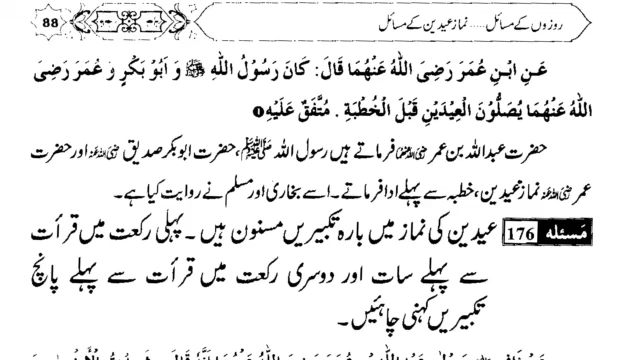 روزوں کے مسائل ..... نماز عیدین کے مسائل
88
عَنِ ابْنِ عُمَرَ رَضِیَ اللّٰهُ عَنْهُمَا قَالَ : كَانَ رَسُوْلُ اللّٰهِ ﷺ وَ اَبُوْ بَكْرٍ وَ عُمَرَ رَضِیَ
اللّٰهُ عَنْهُمَا يُصَلُّوْنَ الْعِيْدَيْنِ قَبْلَ الْخُطْبَةِ . مُتَّفَقٌ عَلَيْهِ ❶
حضرت عبداللہ بن عمر رضی اللہ عنہما فرماتے ہیں رسول اللہ ﷺ، حضرت ابوبکر صدیق رضی اللہ عنہ اور حضرت
عمر رضی اللہ عنہ نماز عیدین، خطبہ سے پہلے ادا فرماتے۔ اسے بخاری اور مسلم نے روایت کیا ہے۔
مَسئلہ 176 عیدین کی نماز میں بارہ تکبیریں مسنون ہیں۔ پہلی رکعت میں قرأت
سے پہلے سات اور دوسری رکعت میں قرأت سے پہلے پانچ
تکبیریں کہنی چاہئیں۔